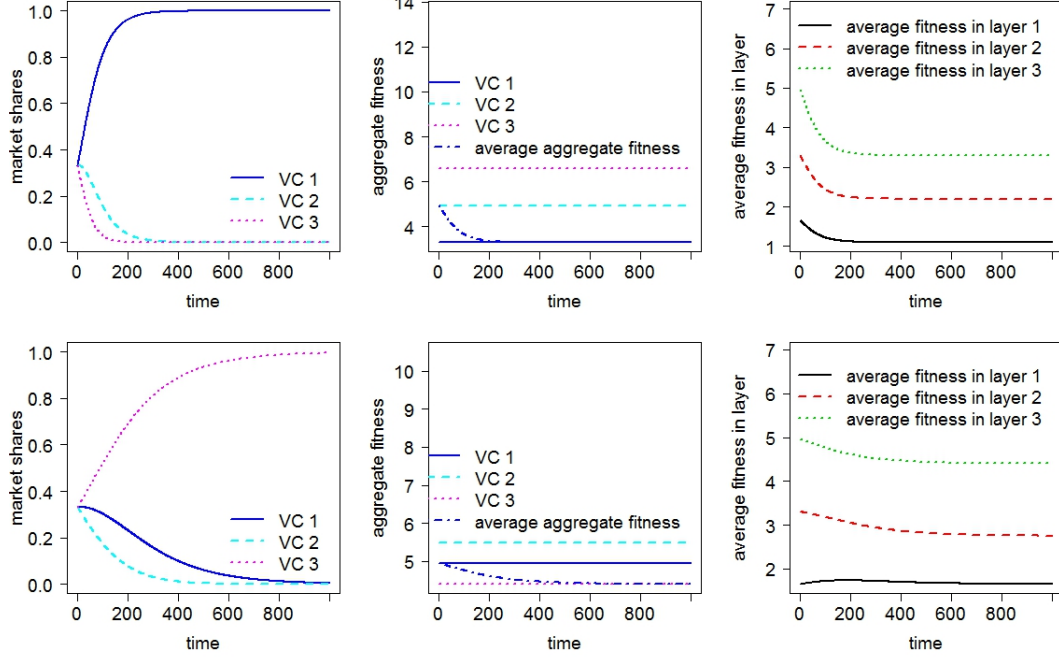 market shares
1.0
0.8
0.6
0.4
0.2
0.0
VC 1
VC 2
VC 3
0 200 400 600 800
time
aggregate fitness
14
12
10
8
6
4
VC 1
VC 2
VC 3
average aggregate fitness
0 200 400 600 800
time
average fitness in layer
7
6
5
4
3
2
1
average fitness in layer 1
average fitness in layer 2
average fitness in layer 3
0 200 400 600 800
time
market shares
1.0
0.8
0.6
0.4
0.2
0.0
VC 1
VC 2
VC 3
0 200 400 600 800
time
aggregate fitness
10
9
8
7
6
5
VC 1
VC 2
VC 3
average aggregate fitness
0 200 400 600 800
time
average fitness in layer
7
6
5
4
3
2
average fitness in layer 1
average fitness in layer 2
average fitness in layer 3
0 200 400 600 800
time